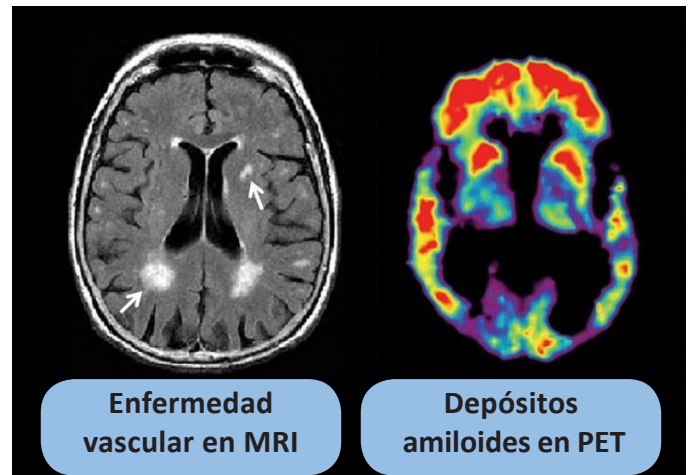 Enfermedad
vascular en MRI
Depósitos
amiloides en PET